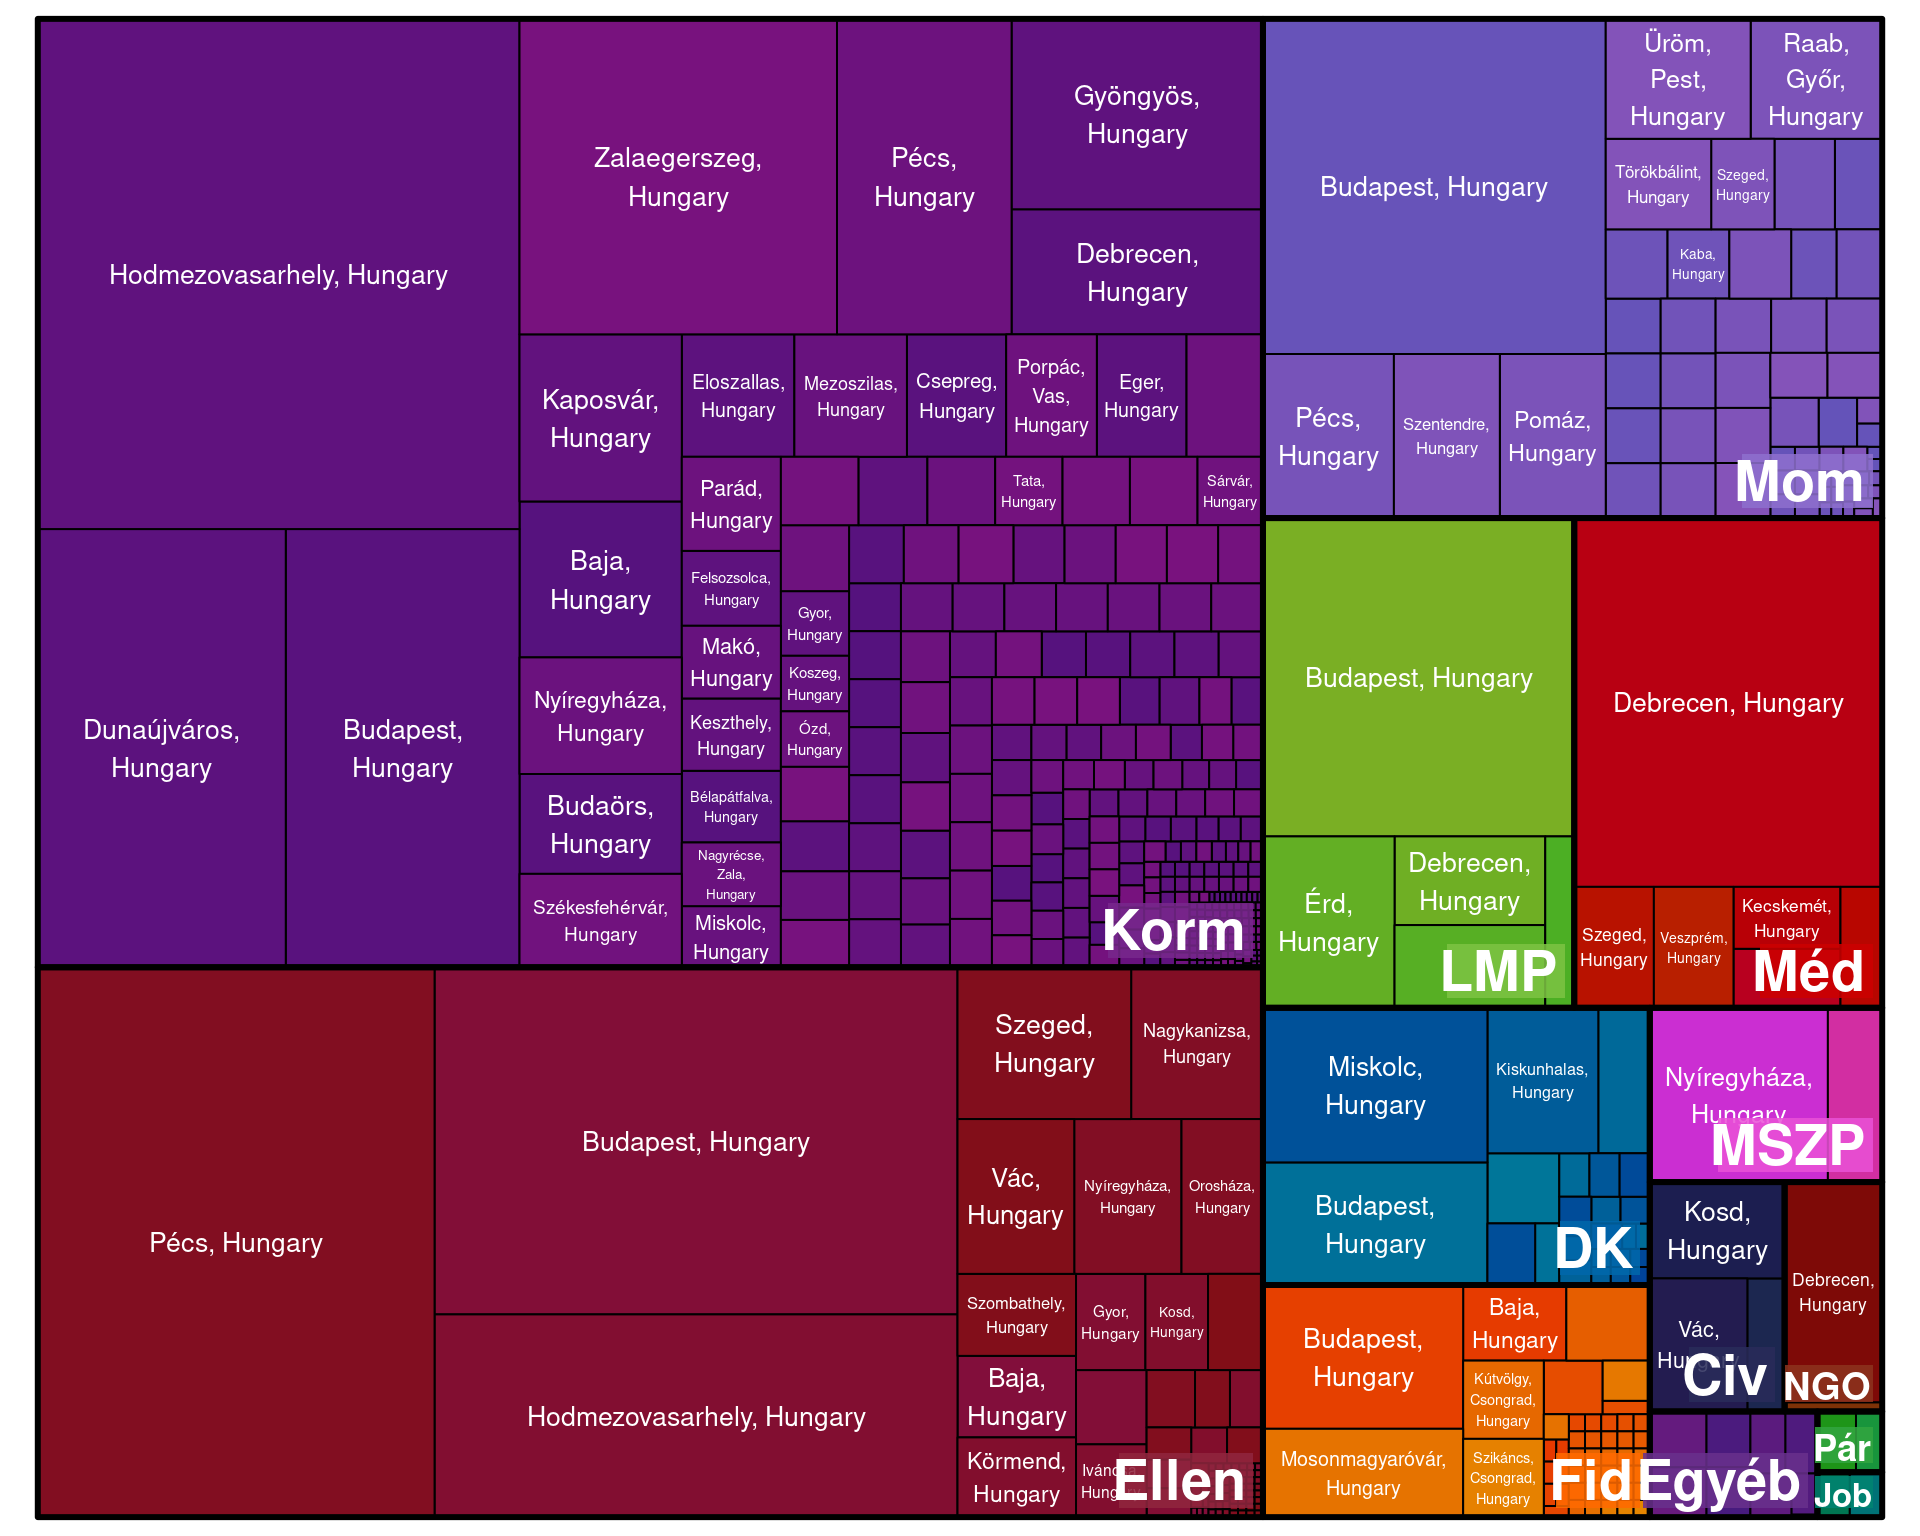 Hodmezovasarhely, Hungary
Dunaújváros,
Hungary
Budapest,
Hungary
Zalaegerszeg,
Hungary
Pécs,
Hungary
Gyöngyös,
Hungary
Debrecen,
Hungary
Kaposvár,
Hungary
Baja,
Hungary
Nyíregyháza,
Hungary
Budaörs,
Hungary
Székesfehérvár,
Hungary
Eloszallas,
Hungary
Mezoszilas,
Hungary
Csepreg,
Hungary
Porpác,
Vas,
Hungary
Eger,
Hungary
Parád,
Hungary
Felsozsolca,
Hungary
Makó,
Hungary
Keszthely,
Hungary
Bélapátfalva,
Hungary
Nagyrécse,
Zala,
Hungary
Miskolc,
Hungary
Tata,
Hungary
Sárvár,
Hungary
Gyor,
Hungary
Koszeg,
Hungary
Ózd,
Hungary
Korm
Pécs, Hungary
Budapest, Hungary
Hodmezovasarhely, Hungary
Szeged,
Hungary
Nagykanizsa,
Hungary
Vác,
Hungary
Nyíregyháza,
Hungary
Orosháza,
Hungary
Szombathely,
Hungary
Gyor,
Hungary
Kosd,
Hungary
Baja,
Hungary
Körmend,
Hungary
Ellen
Budapest, Hungary
Üröm,
Pest,
Hungary
Raab,
Győr,
Hungary
Törökbálint,
Hungary
Szeged,
Hungary
Kaba,
Hungary
Pécs,
Hungary
Szentendre,
Hungary
Pomáz,
Hungary
Mom
Budapest, Hungary
Érd,
Hungary
Debrecen,
Hungary
LMP
Debrecen, Hungary
Szeged,
Hungary
Veszprém,
Hungary
Kecskemét,
Hungary
Méd
Miskolc,
Hungary
Kiskunhalas,
Hungary
Budapest,
Hungary
DK
Nyíregyháza,
Hungary
MSZP
Kosd,
Hungary
Vác,
Civ
Debrecen,
Hungary
NGO
Budapest,
Hungary
Baja,
Hungary
Kútvölgy,
Csongrad,
Hungary
Mosonmagyaróvár,
Hungary
Szikáncs,
Csongrad,
Hungary
Fid
Egyéb
Pár
Job